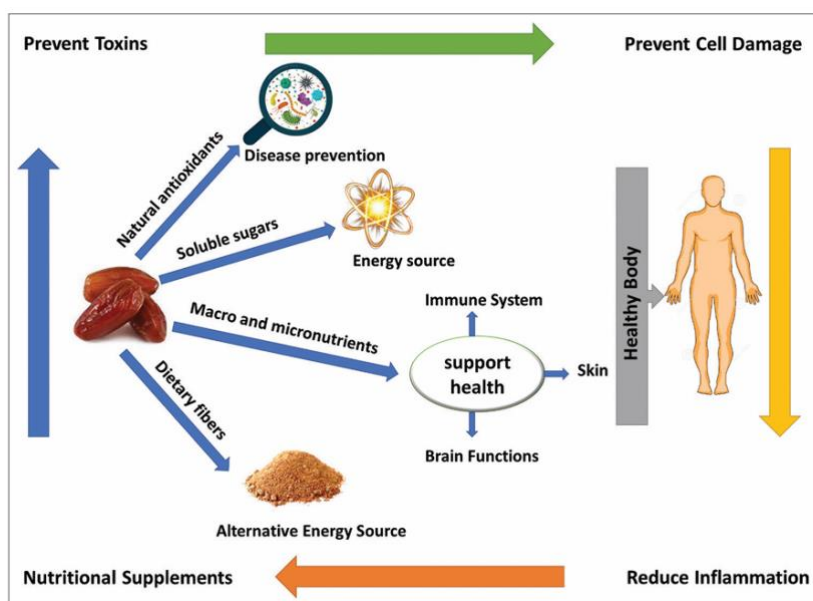 Prevent Toxins
Prevent Cell Damage
Natural antioxidants
Disease prevention
Soluble sugars
Energy source
Macro and micronutrients
Immune System
support
health
Skin
Brain Functions
Healthy Body
Dietary fibers
Alternative Energy Source
Nutritional Supplements
Reduce Inflammation